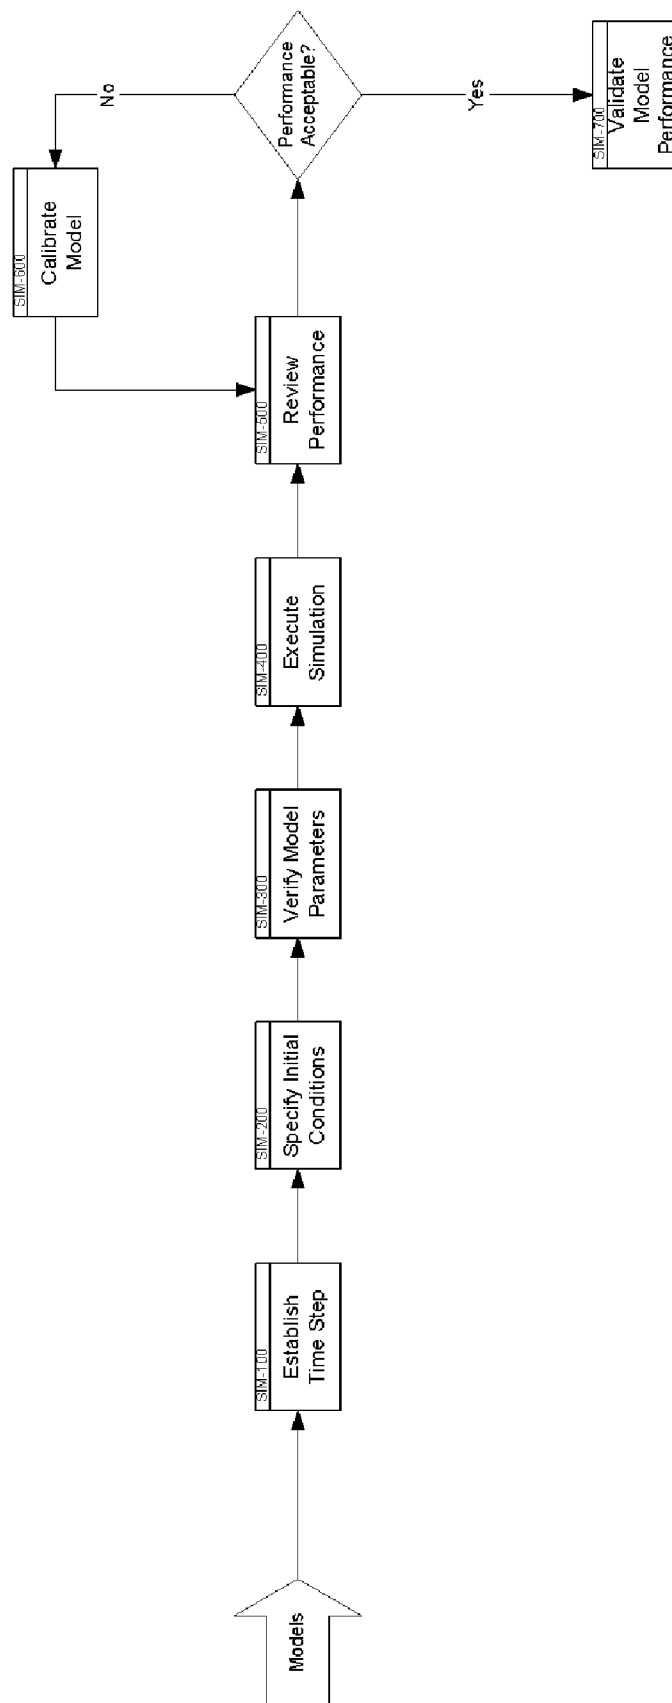 Models
SIM-100
Establish
Time Step
SIM-200
Specify Initial
Conditions
SIM-300
Verify Model
Parameters
SIM-400
Execute
Simulation
SIM-500
Review
Performance
Performance
Acceptable?
No
SIM-600
Calibrate
Model
Yes
SIM-700
Validate
Model
Performance